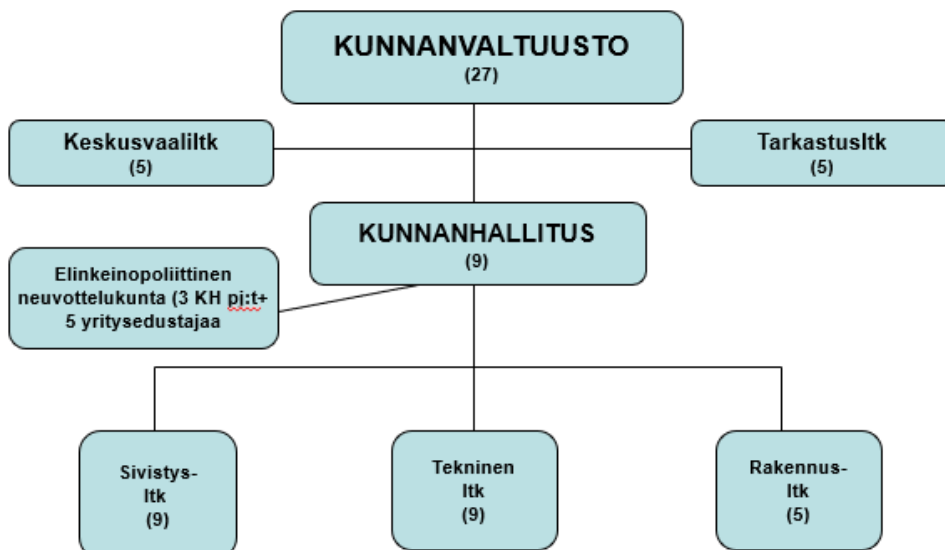 KUNNANVALTUUSTO
(27)
Keskusvaaliltk
(5)
Tarkastusltk
(5)
KUNNANHALLITUS
(9)
Elinkeinopoliittinen
neuvottelukunta (3 KH pj:t+
5 yritysedustajaa
Sivistys-
ltk
(9)
Tekninen
ltk
(9)
Rakennus-
ltk
(5)